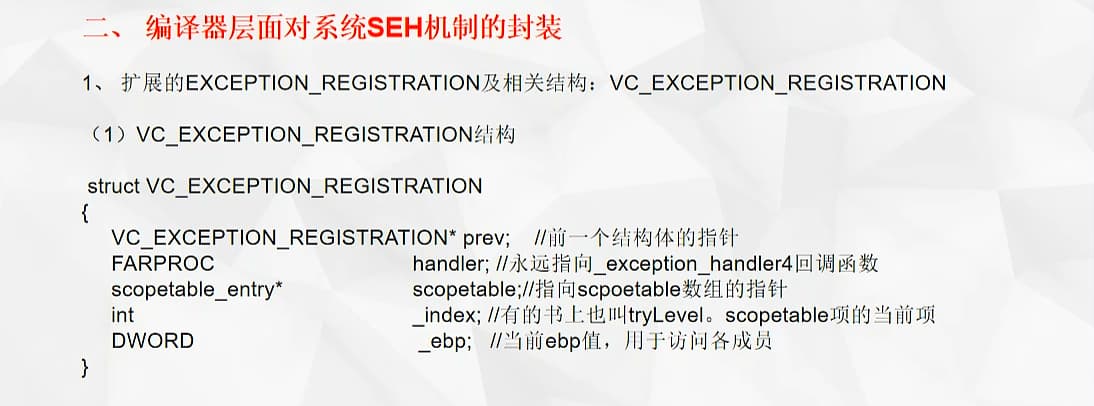 二、 编译器层面对系统SEH机制的封装
1、 扩展的EXCEPTION_REGISTRATION及相关结构：VC_EXCEPTION_REGISTRATION
（1）VC_EXCEPTION_REGISTRATION结构
struct VC_EXCEPTION_REGISTRATION
{
VC_EXCEPTION_REGISTRATION* prev; //前一个结构体的指针
FARPROC handler; //永远指向_exception_handler4回调函数
scopetable_entry* scopetable;//指向scpoetable数组的指针
int _index; //有的书上也叫tryLevel。scopetable项的当前项
DWORD _ebp; //当前ebp值，用于访问各成员
}